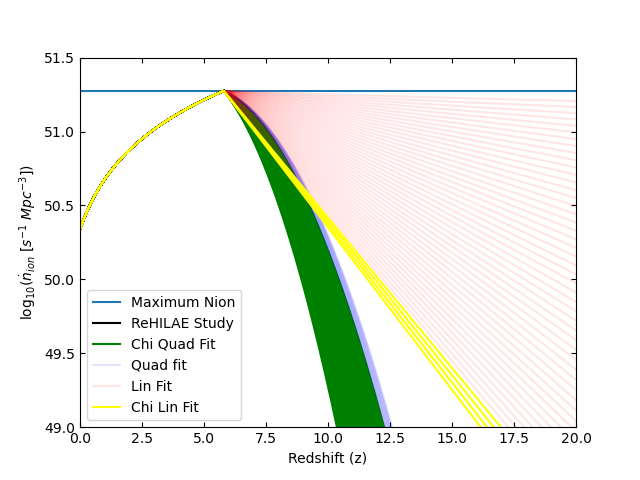 51.5
51.0
50.5
50.0
49.5
49.0
log₁₀(ṅᵢₒₙ [s⁻¹ Mpc⁻³])
Maximum Nion
ReHILAE Study
Chi Quad Fit
Quad fit
Lin Fit
Chi Lin Fit
0.0 2.5 5.0 7.5 10.0 12.5 15.0 17.5 20.0
Redshift (z)